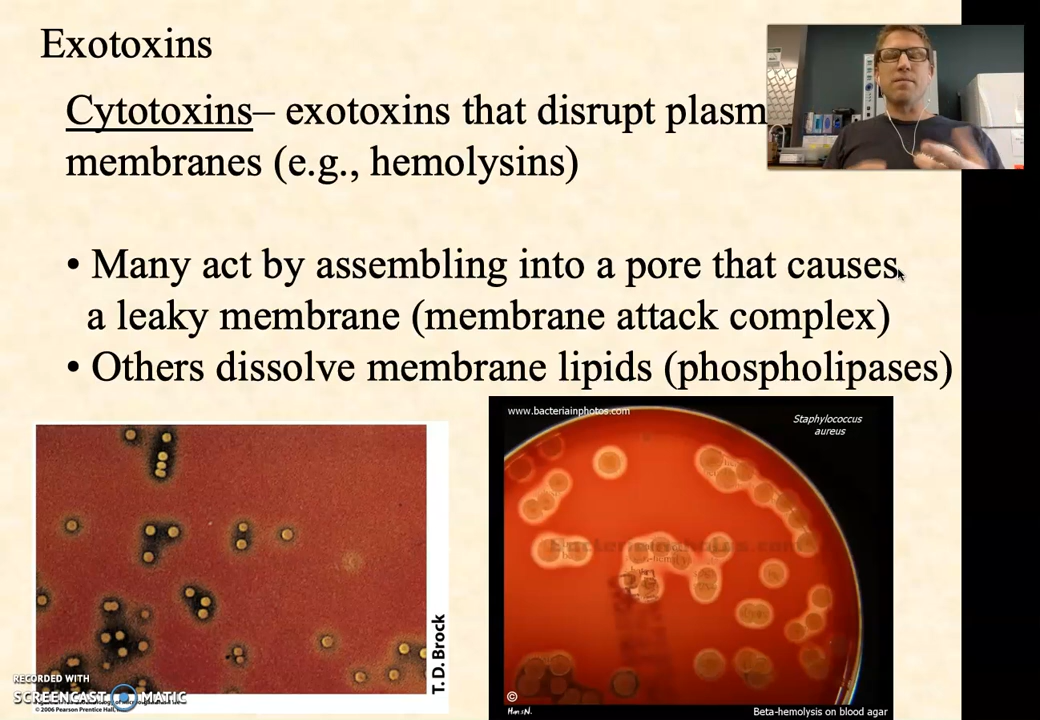 Exotoxins
Cytotoxins– exotoxins that disrupt plasm
membranes (e.g., hemolysins)
• Many act by assembling into a pore that causes
a leaky membrane (membrane attack complex)
• Others dissolve membrane lipids (phospholipases)
T. D. Brock
www.bacteriainphotos.com
Staphylococcus
aureus
bacteriainphotos.com
©
Beta-hemolysis on blood agar
RECORDED WITH
SCREENCAST MATIC
© 2006 Pearson Prentice Hall,